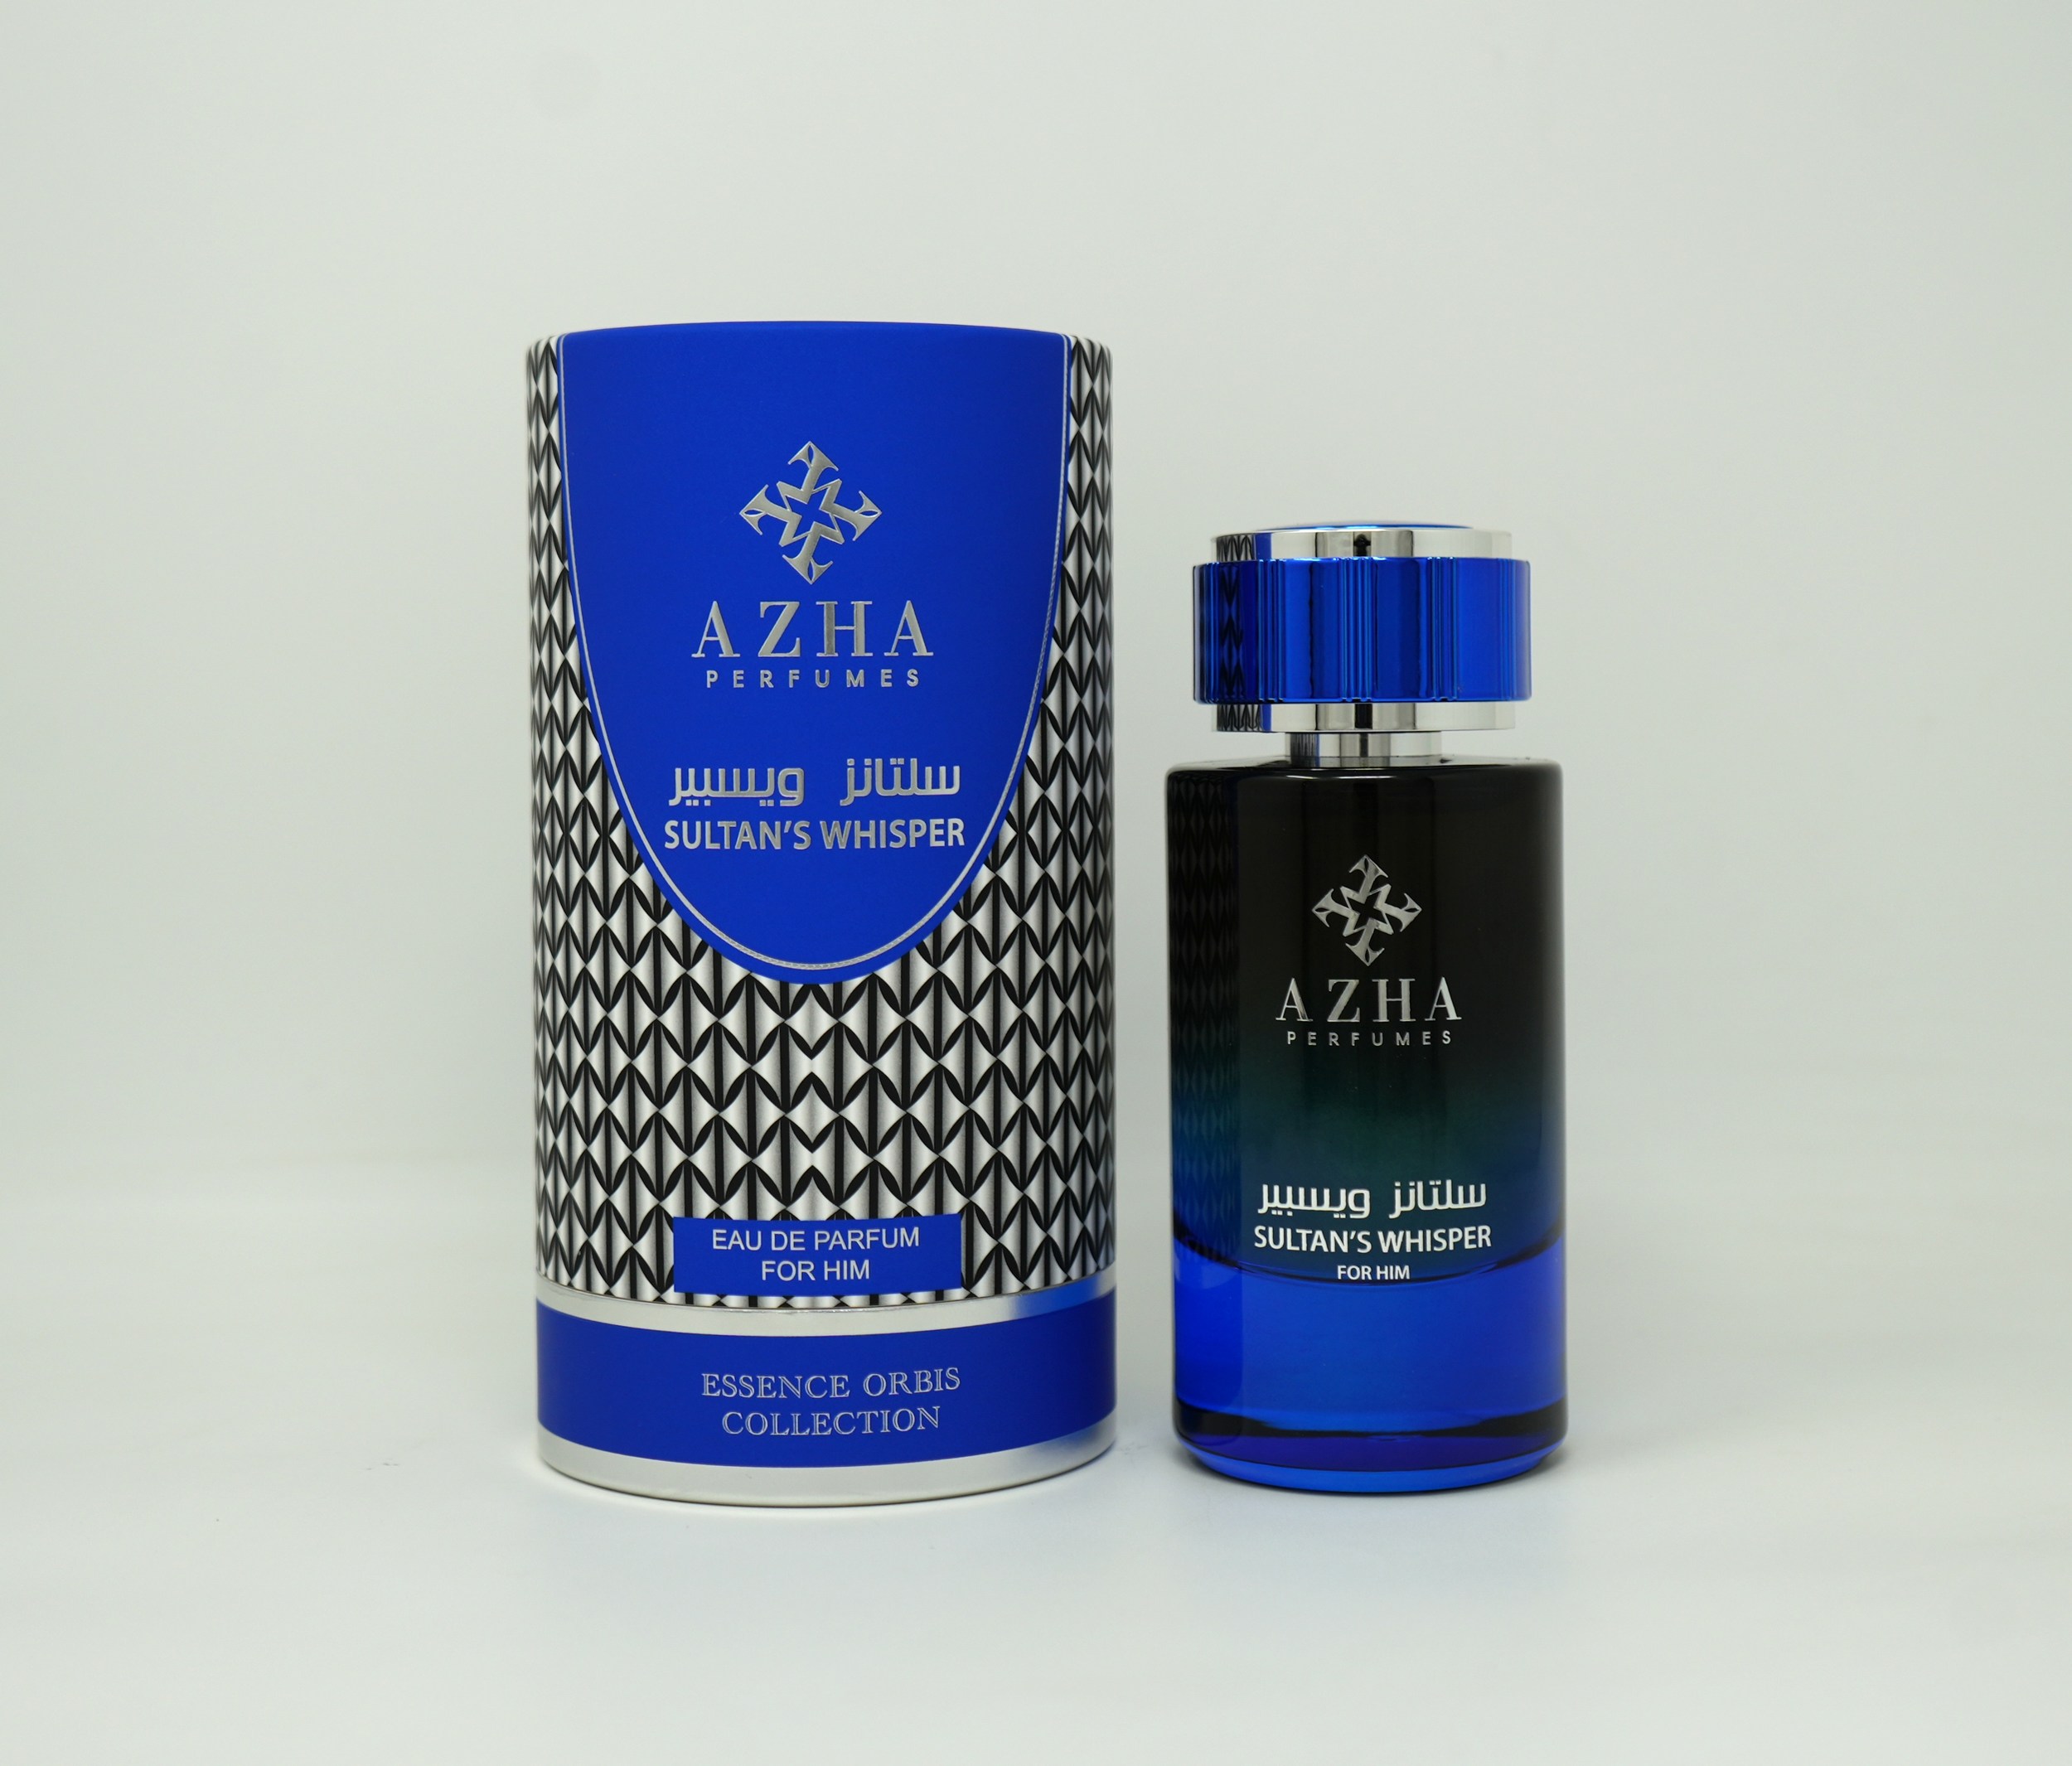 AZHA
PERFUMES
سلتانز ويسبير
SULTAN'S WHISPER
EAU DE PARFUM
FOR HIM
ESSENCE ORBIS
COLLECTION
AZHA
PERFUMES
سلتانز ويسبير
SULTAN'S WHISPER
FOR HIM